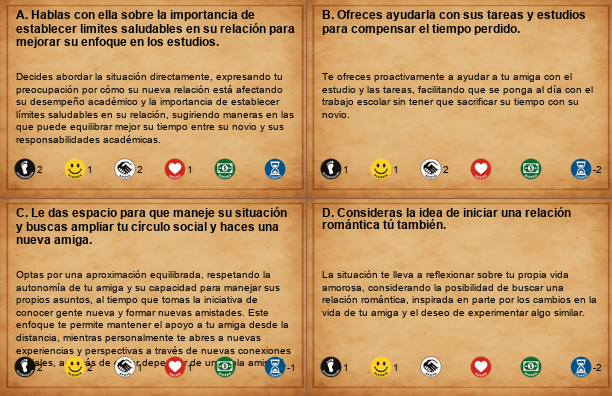 A. Hablas con ella sobre la importancia de
establecer limites saludables en su relación para
mejorar su enfoque en los estudios.
Decides abordar la situación directamente, expresando tu
preocupación por cómo su nueva relación está afectando
su desempeño académico y la importancia de establecer
límites saludables en su relación, sugiriendo maneras en las
que puede equilibrar mejor su tiempo entre su novio y sus
responsabilidades académicas.
2 1 2 1
B. Ofreces ayudarla con sus tareas y estudios
para compensar el tiempo perdido.
Te ofreces proactivamente a ayudar a tu amiga con el
estudio y las tareas, facilitando que se ponga al día con el
trabajo escolar sin tener que sacrificar su tiempo con su
novio.
1 1 2 -2
C. Le das espacio para que maneje su situación
y buscas ampliar tu círculo social y haces una
nueva amiga.
Optas por una aproximación equilibrada, respetando la
autonomía de tu amiga y su capacidad para manejar sus
propios asuntos, al tiempo que tomas la iniciativa de
conocer gente nueva y formar nuevas amistades. Este
enfoque te permite mantener el apoyo a tu amiga desde la
distancia, mientras personalmente te abres a nuevas
experiencias y perspectivas a través de nuevas conexiones
2 2 1 -1
D. Consideras la idea de iniciar una relación
romántica tú también.
La situación te lleva a reflexionar sobre tu propia vida
amorosa, considerando la posibilidad de buscar una
relación romántica, inspirada en parte por los cambios en la
vida de tu amiga y el deseo de experimentar algo similar.
1 1 -2